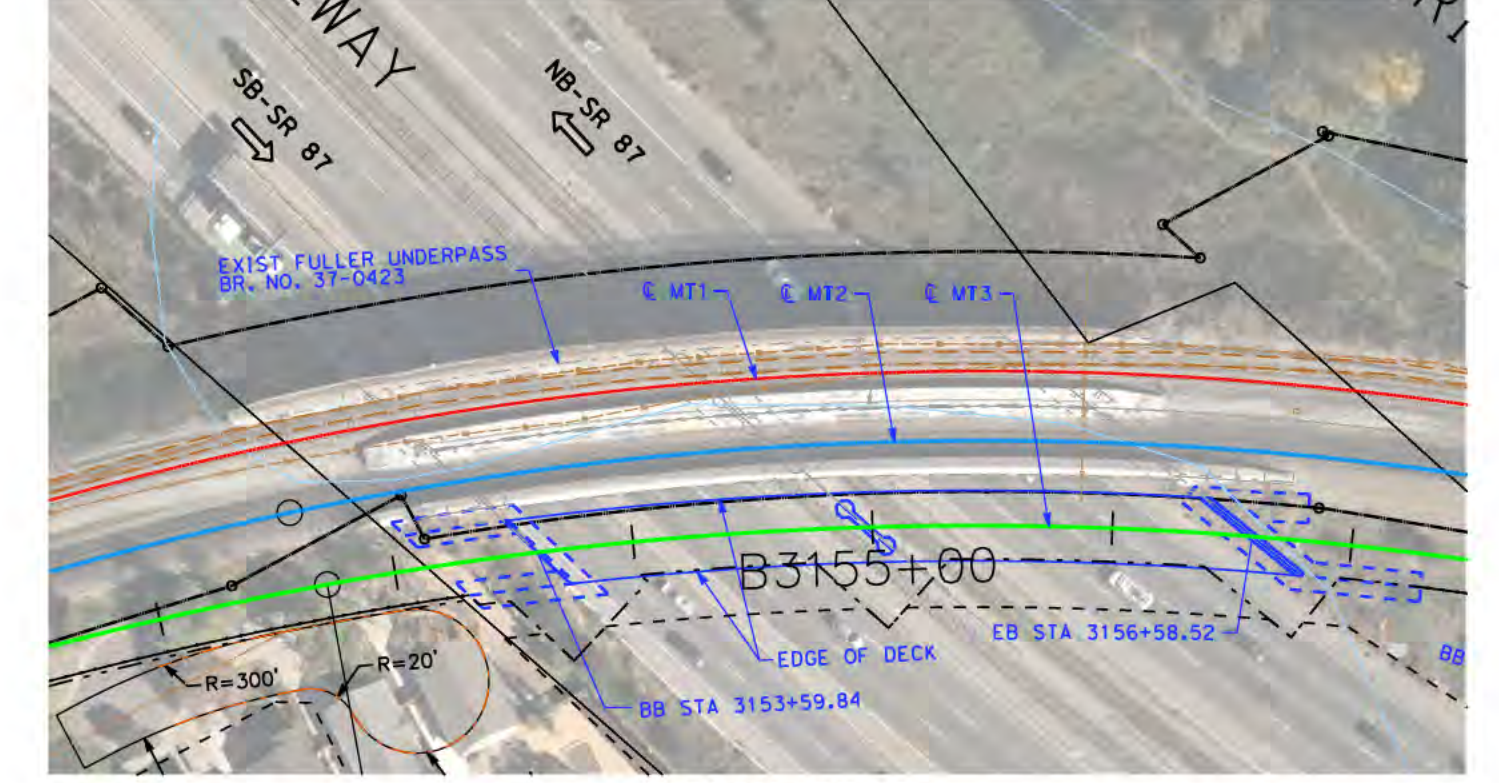 WAY
RI
SB-SR 87
NB-SR 87
EXIST FULLER UNDERPASS
BR. NO. 37-0423
℄ MT1
℄ MT2
℄ MT3
B3155+00
EB STA 3156+58.52
EDGE OF DECK
BB
R=20'
R=300'
BB STA 3153+59.84